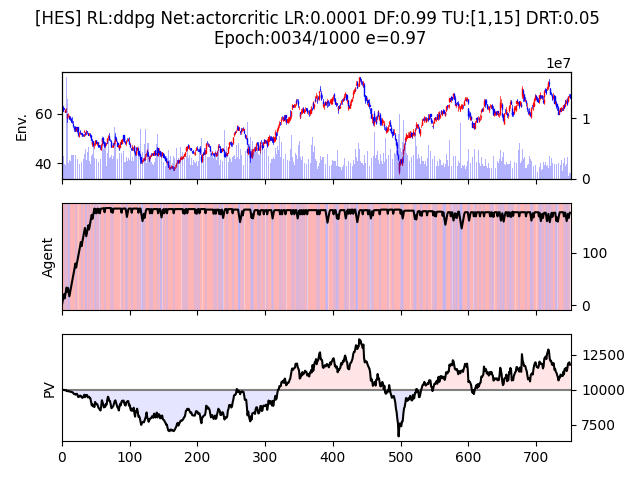 [HES] RL:ddpg Net:actorcritic LR:0.0001 DF:0.99 TU:[1,15] DRT:0.05
Epoch:0034/1000 e=0.97
1e7
60
40
Env.
1
0
Agent
100
0
PV
12500
10000
7500
0 100 200 300 400 500 600 700